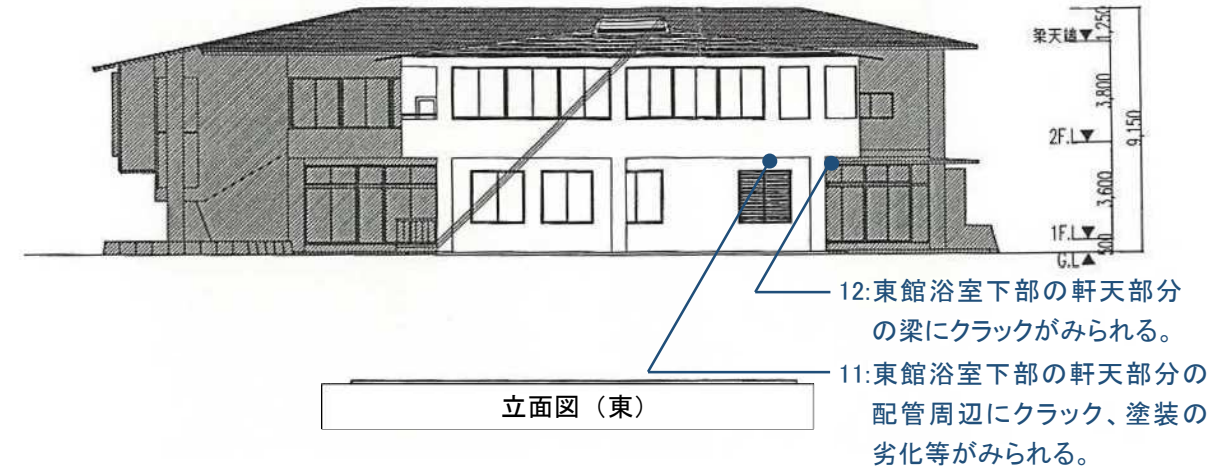 梁天端▼
1,250
3,800
9,150
2F.L▼
3,600
1F.L▼
G.L▲
12:東館浴室下部の軒天部分
の梁にクラックがみられる。
11:東館浴室下部の軒天部分の
配管周辺にクラック、塗装の
劣化等がみられる。
立面図（東）